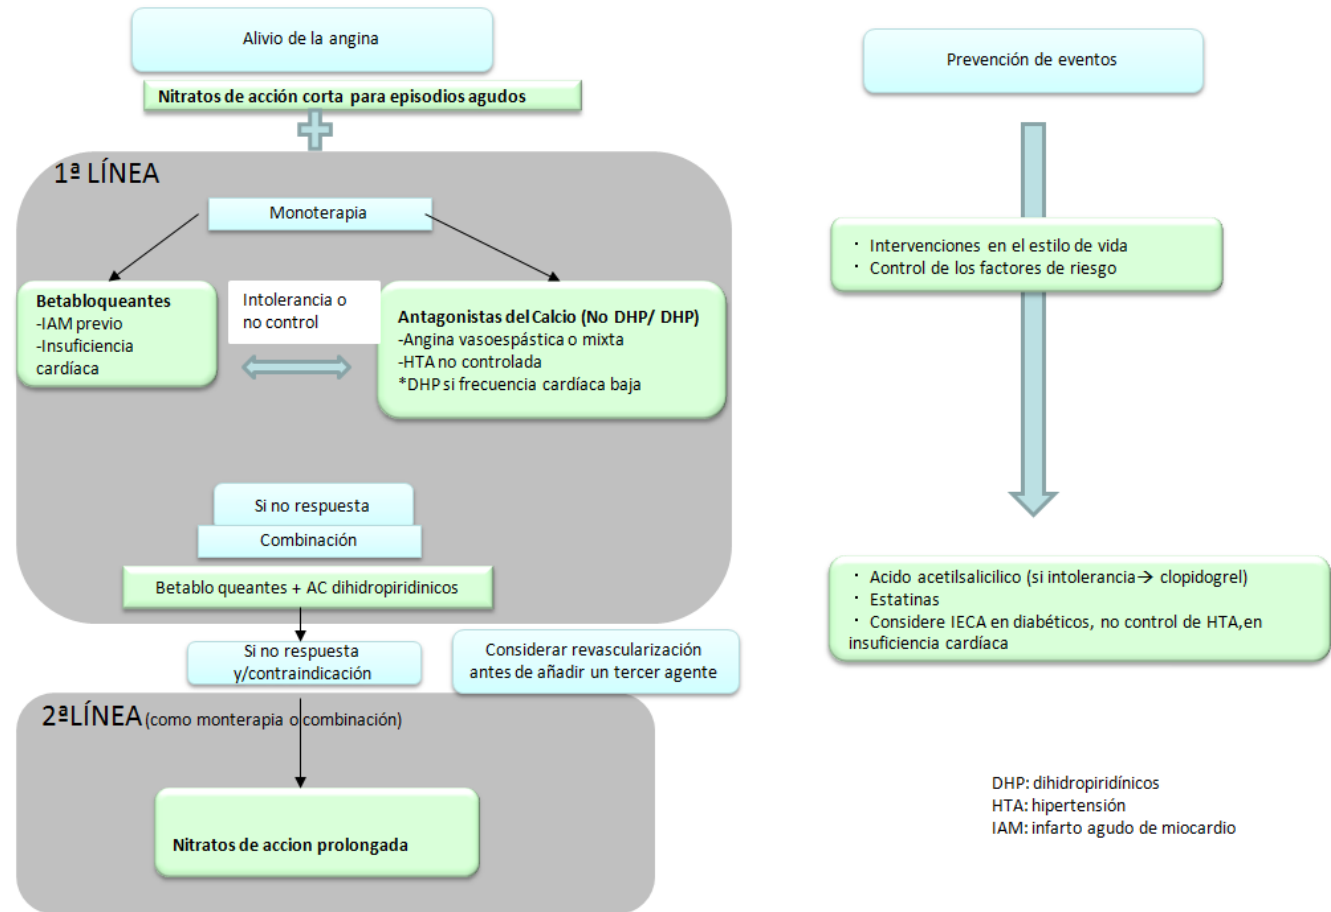 Alivio de la angina
Nitratos de acción corta para episodios agudos
1ª LÍNEA
Monoterapia
Betabloqueantes
-IAM previo
-Insuficiencia
cardíaca
Intolerancia o
no control
Antagonistas del Calcio (No DHP/ DHP)
-Angina vasoespástica o mixta
-HTA no controlada
*DHP si frecuencia cardíaca baja
Si no respuesta
Combinación
Betablo queantes + AC dihidropiridinicos
Si no respuesta
y/contraindicación
Considerar revascularización
antes de añadir un tercer agente
2ªLÍNEA (como monterapia o combinación)
Nitratos de accion prolongada
Prevención de eventos
· Intervenciones en el estilo de vida
· Control de los factores de riesgo
· Acido acetilsalicilico (si intolerancia→ clopidogrel)
· Estatinas
· Considere IECA en diabéticos, no control de HTA,en
insuficiencia cardíaca
DHP: dihidropiridínicos
HTA: hipertensión
IAM: infarto agudo de miocardio